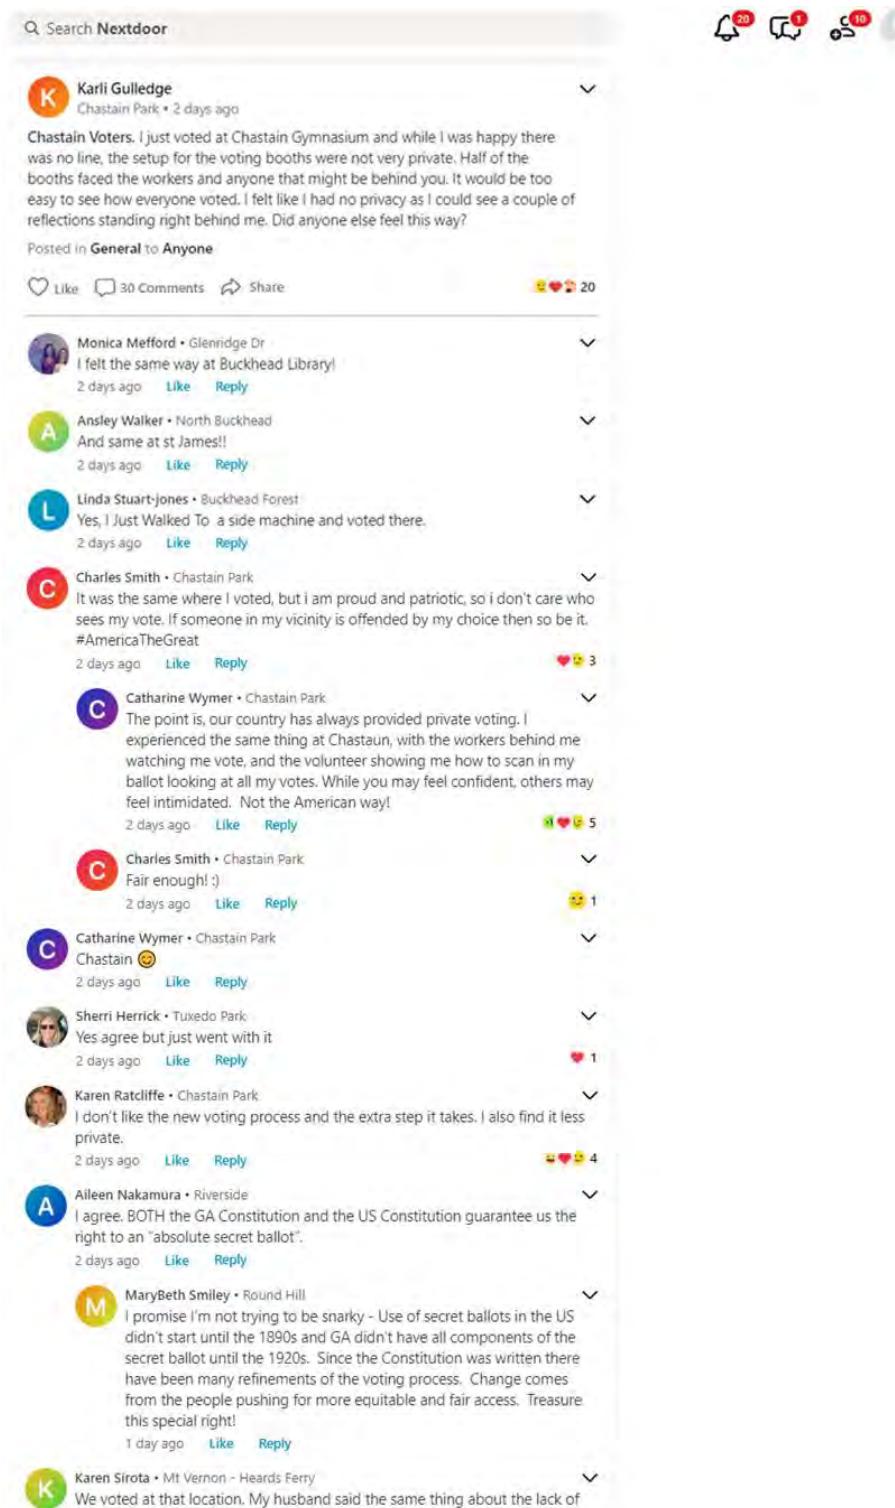 Search Nextdoor
20
1
10
K
Karli Gulledge
Chastain Park • 2 days ago
Chastain Voters. I just voted at Chastain Gymnasium and while I was happy there
was no line, the setup for the voting booths were not very private. Half of the
booths faced the workers and anyone that might be behind you. It would be too
easy to see how everyone voted. I felt like I had no privacy as I could see a couple of
reflections standing right behind me. Did anyone else feel this way?
Posted in General to Anyone
Like 30 Comments Share 20
Monica Mefford • Glenridge Dr
I felt the same way at Buckhead Library!
2 days ago Like Reply
A
Ansley Walker • North Buckhead
And same at st James!!
2 days ago Like Reply
L
Linda Stuart-jones • Buckhead Forest
Yes, I Just Walked To a side machine and voted there.
2 days ago Like Reply
C
Charles Smith • Chastain Park
It was the same where I voted, but i am proud and patriotic, so i don't care who
sees my vote. If someone in my vicinity is offended by my choice then so be it.
#AmericaTheGreat
2 days ago Like Reply 3
C
Catharine Wymer • Chastain Park
The point is, our country has always provided private voting. I
experienced the same thing at Chastaun, with the workers behind me
watching me vote, and the volunteer showing me how to scan in my
ballot looking at all my votes. While you may feel confident, others may
feel intimidated. Not the American way!
2 days ago Like Reply 5
C
Charles Smith • Chastain Park
Fair enough! :)
2 days ago Like Reply 1
C
Catharine Wymer • Chastain Park
Chastain 😊
2 days ago Like Reply
Sherri Herrick • Tuxedo Park
Yes agree but just went with it
2 days ago Like Reply 1
Karen Ratcliffe • Chastain Park
I don't like the new voting process and the extra step it takes. I also find it less
private.
2 days ago Like Reply 4
A
Aileen Nakamura • Riverside
I agree. BOTH the GA Constitution and the US Constitution guarantee us the
right to an "absolute secret ballot".
2 days ago Like Reply
M
MaryBeth Smiley • Round Hill
I promise I'm not trying to be snarky - Use of secret ballots in the US
didn't start until the 1890s and GA didn't have all components of the
secret ballot until the 1920s. Since the Constitution was written there
have been many refinements of the voting process. Change comes
from the people pushing for more equitable and fair access. Treasure
this special right!
1 day ago Like Reply
K
Karen Sirota • Mt Vernon - Heards Ferry
We voted at that location. My husband said the same thing about the lack of